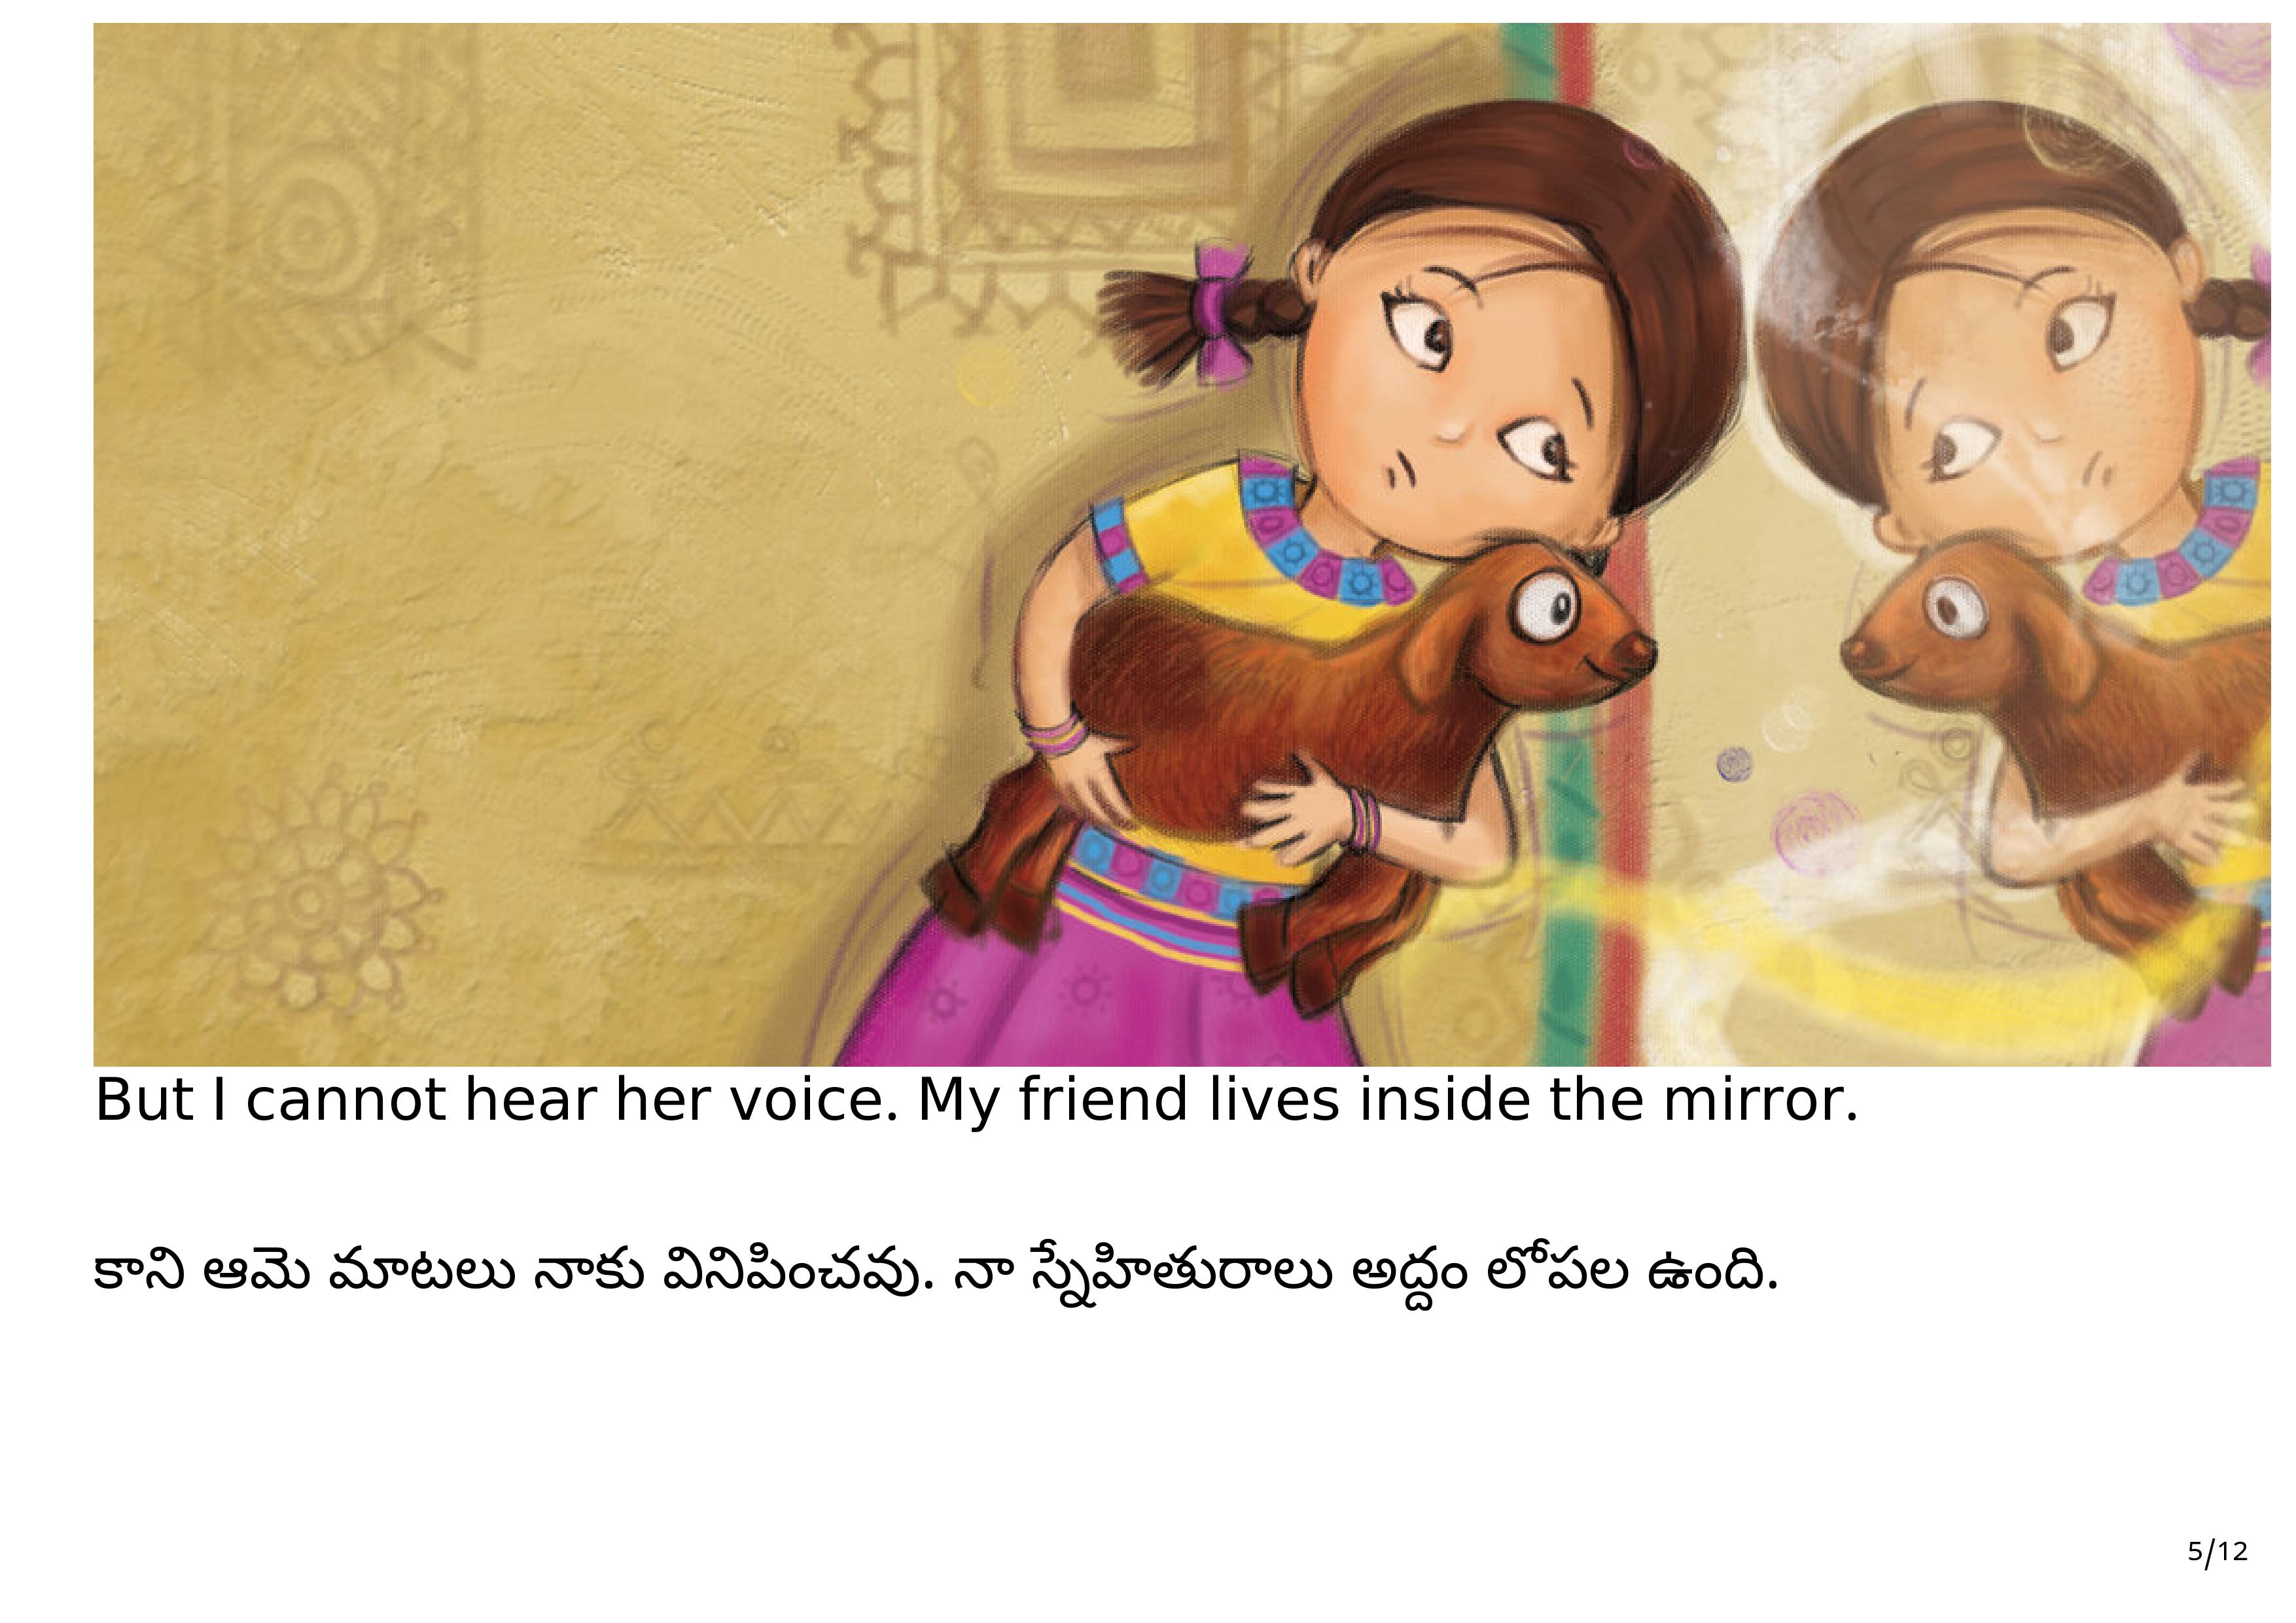 But I cannot hear her voice. My friend lives inside the mirror.
కాని ఆమె మాటలు నాకు వినిపించవు. నా స్నేహితురాలు అద్దం లోపల ఉంది.
5/12